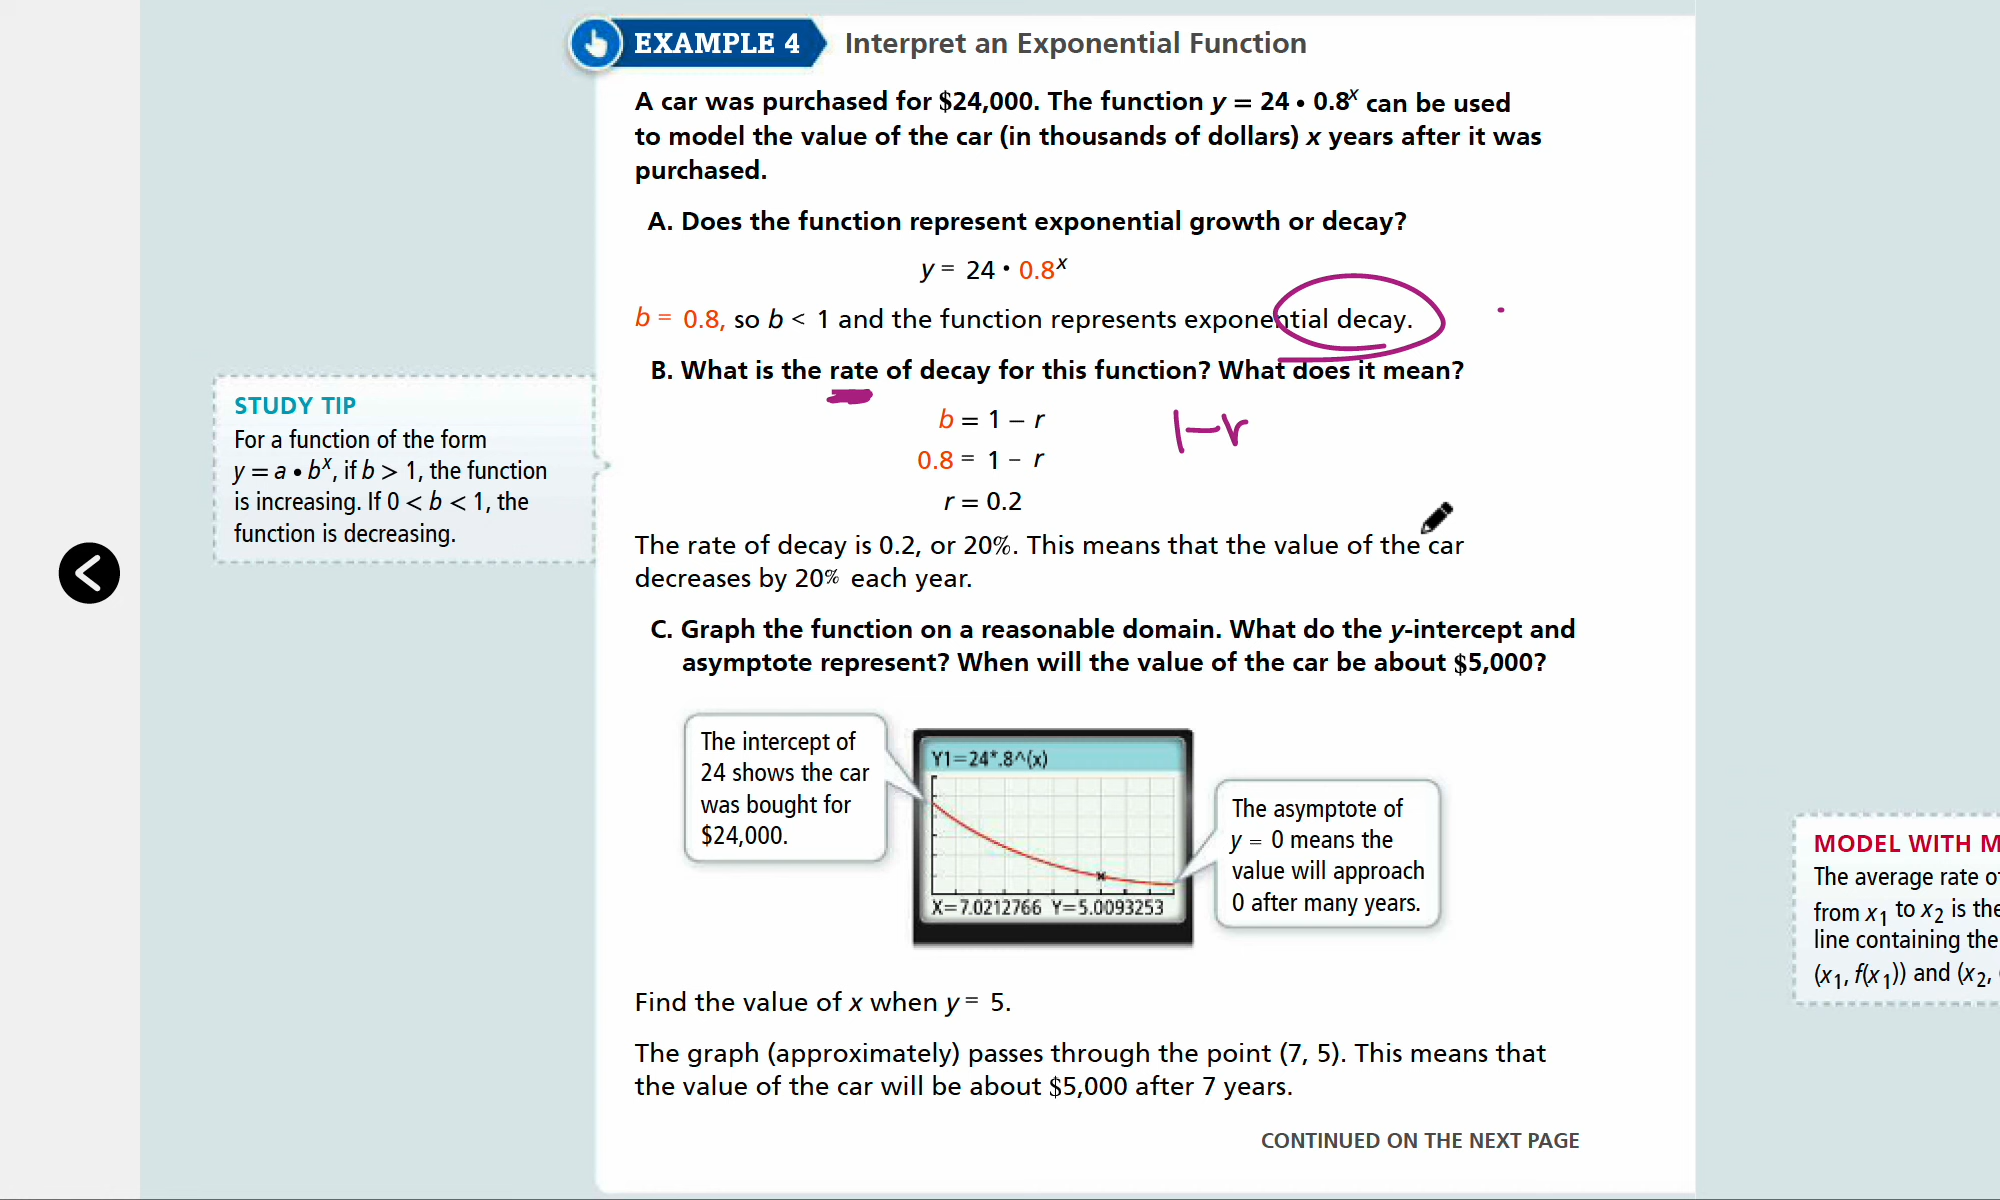 EXAMPLE 4 Interpret an Exponential Function
A car was purchased for $24,000. The function y = 24 • 0.8ˣ can be used
to model the value of the car (in thousands of dollars) x years after it was
purchased.
A. Does the function represent exponential growth or decay?
y = 24 • 0.8ˣ
b = 0.8, so b < 1 and the function represents exponential decay.
B. What is the rate of decay for this function? What does it mean?
b = 1 – r
1–r
0.8 = 1 – r
r = 0.2
The rate of decay is 0.2, or 20%. This means that the value of the car
decreases by 20% each year.
STUDY TIP
For a function of the form
y = a • bˣ, if b > 1, the function
is increasing. If 0 < b < 1, the
function is decreasing.
C. Graph the function on a reasonable domain. What do the y-intercept and
asymptote represent? When will the value of the car be about $5,000?
The intercept of
24 shows the car
was bought for
$24,000.
Y1=24*.8^(x)
X=7.0212766 Y=5.0093253
The asymptote of
y = 0 means the
value will approach
0 after many years.
Find the value of x when y = 5.
The graph (approximately) passes through the point (7, 5). This means that
the value of the car will be about $5,000 after 7 years.
CONTINUED ON THE NEXT PAGE
MODEL WITH M
The average rate
from x₁ to x₂ is the
line containing the
(x₁, f(x₁)) and (x₂,